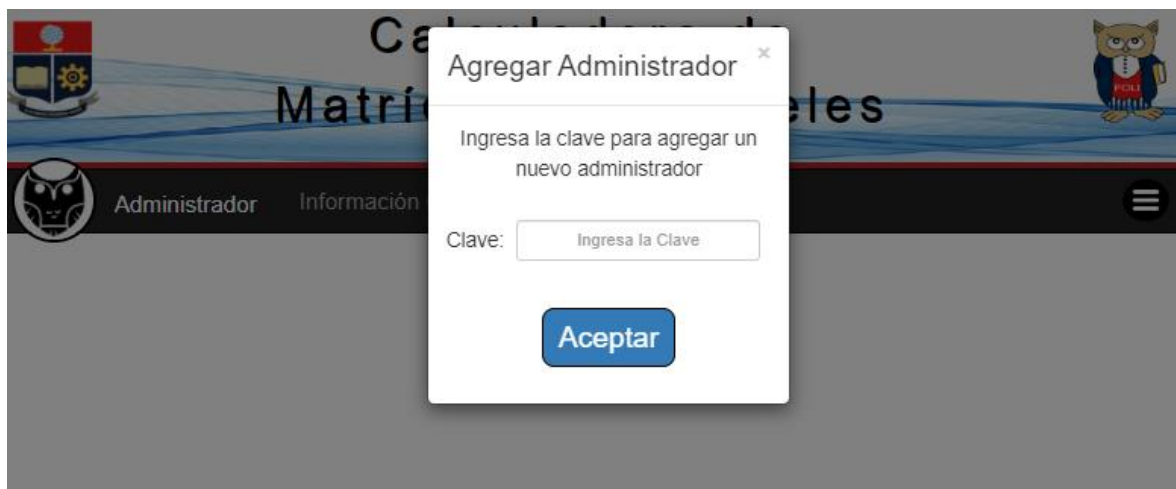 Ca
Agregar Administrador ×
Matrí
eles
Ingresa la clave para agregar un
nuevo administrador
POLI
Administrador Información
Clave: Ingresa la Clave
Aceptar